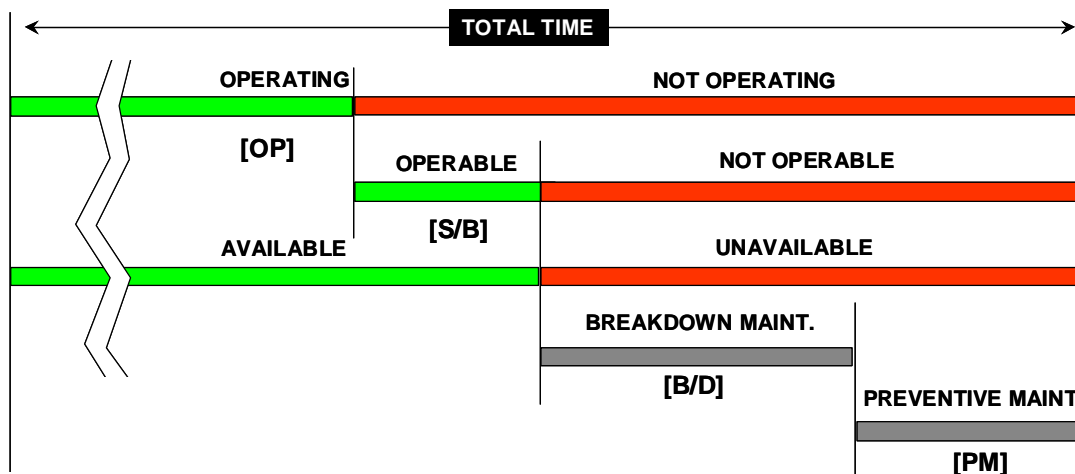 TOTAL TIME
OPERATING
NOT OPERATING
[OP]
OPERABLE
NOT OPERABLE
[S/B]
AVAILABLE
UNAVAILABLE
BREAKDOWN MAINT.
[B/D]
PREVENTIVE MAINT
[PM]